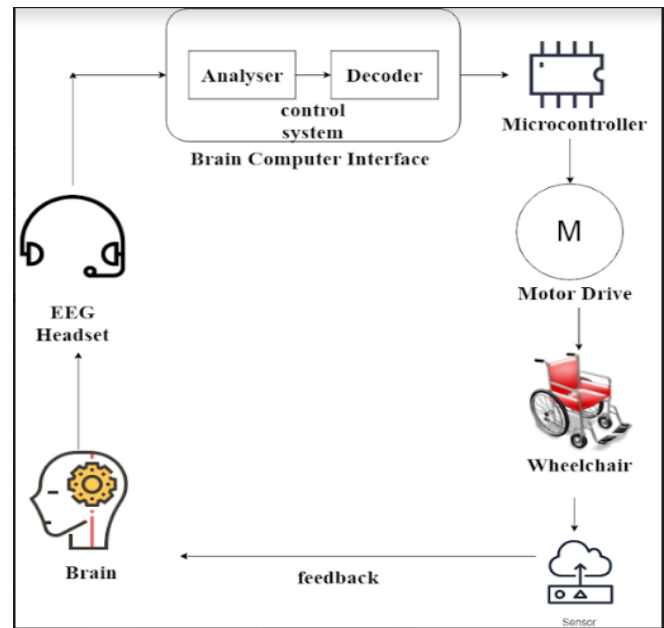 Analyser
Decoder
control
system
Brain Computer Interface
Microcontroller
M
Motor Drive
EEG
Headset
Wheelchair
Brain
feedback
Sensor